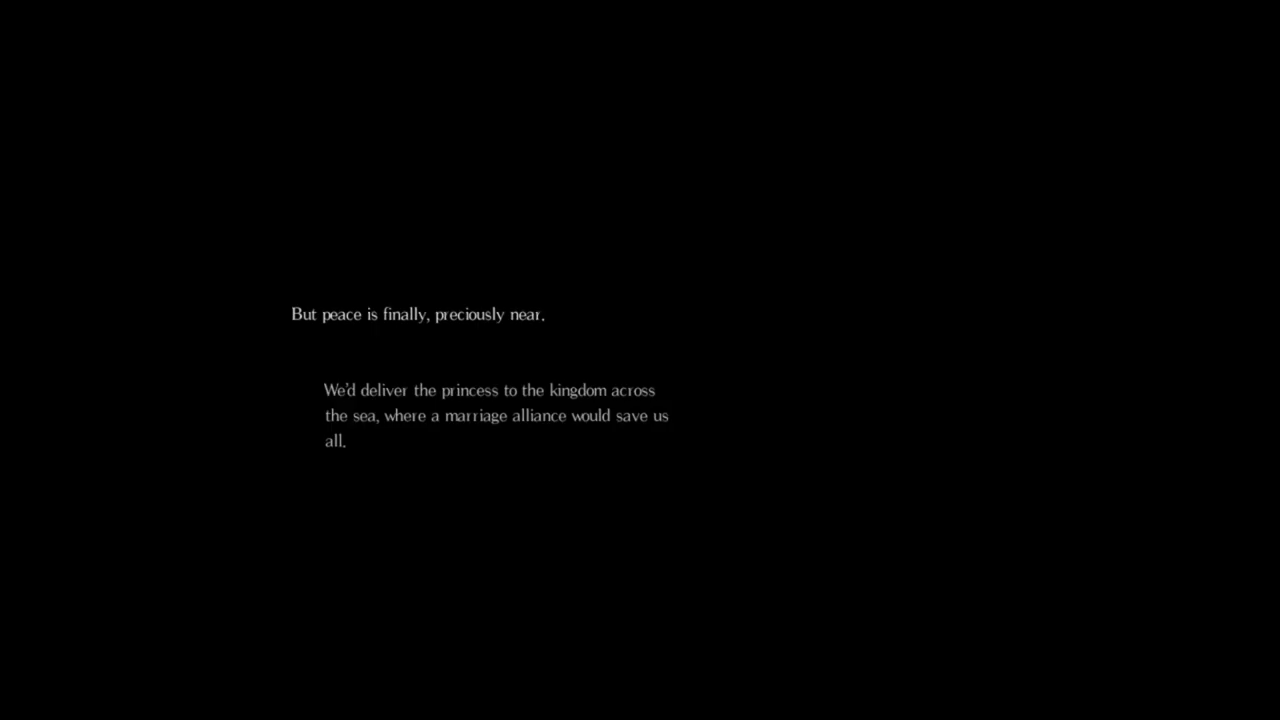 But peace is finally, preciously near.
We'd deliver the princess to the kingdom across
the sea, where a marriage alliance would save us
all.